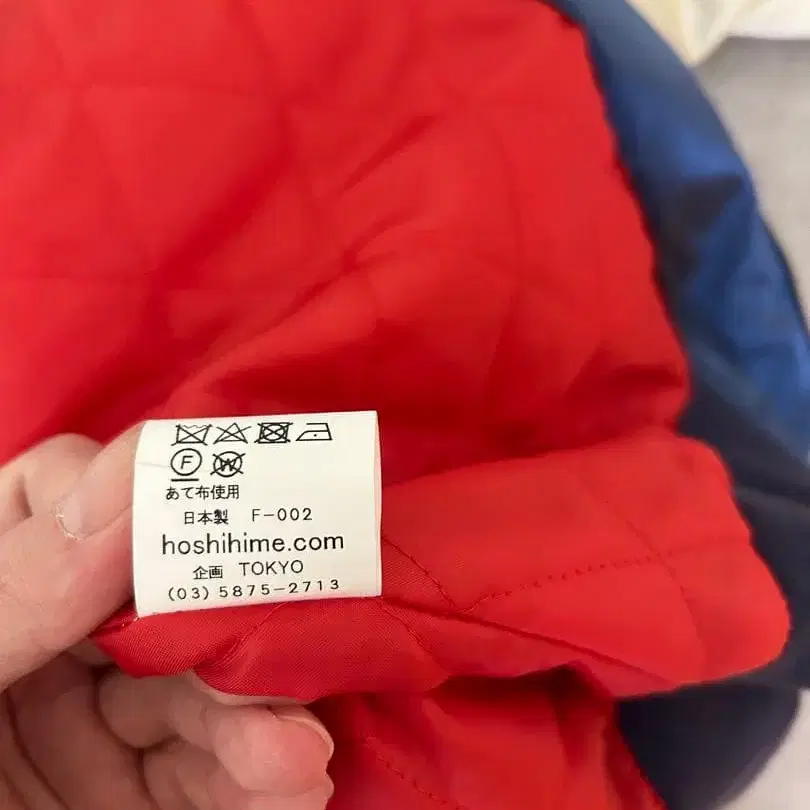 F
W
あて布使用
日本製 F-002
hoshihime.com
企画 TOKYO
(03)5875-2713